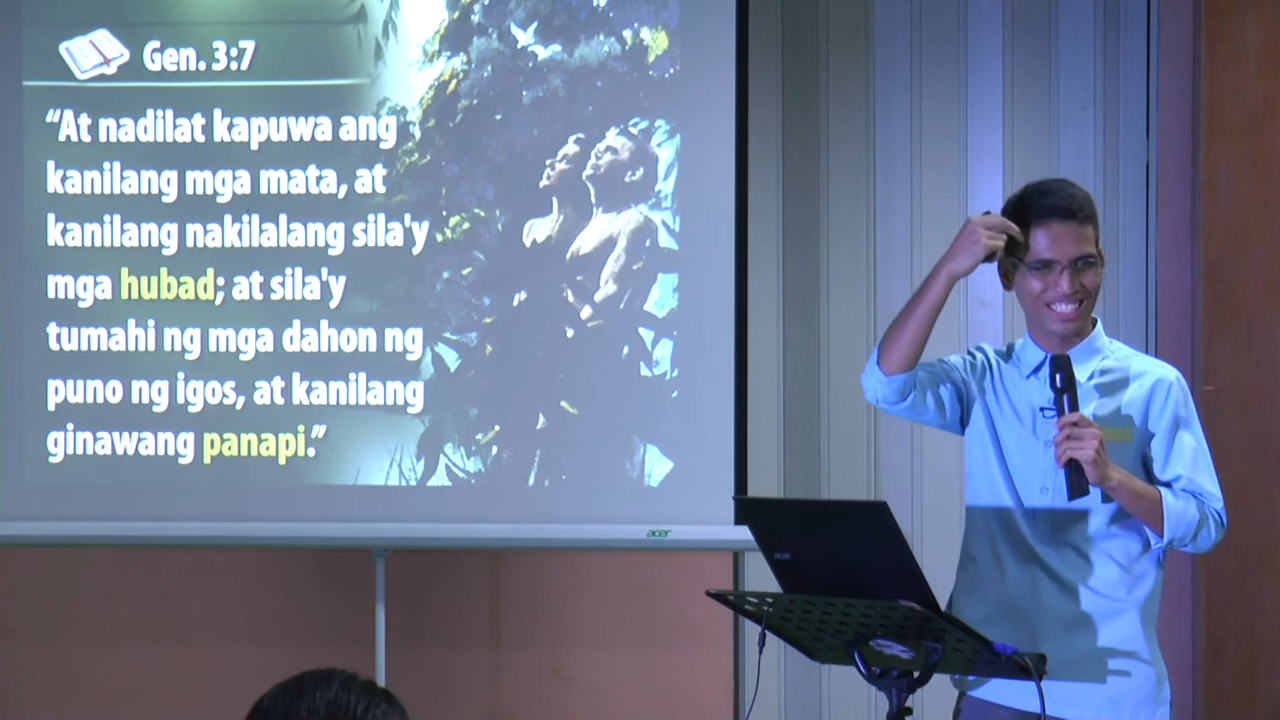 Gen. 3:7
“At nadilat kapuwa ang
kanilang mga mata, at
kanilang nakilalang sila'y
mga hubad; at sila'y
tumahi ng mga dahon ng
puno ng igos, at kanilang
ginawang panapi.”
acer
acer